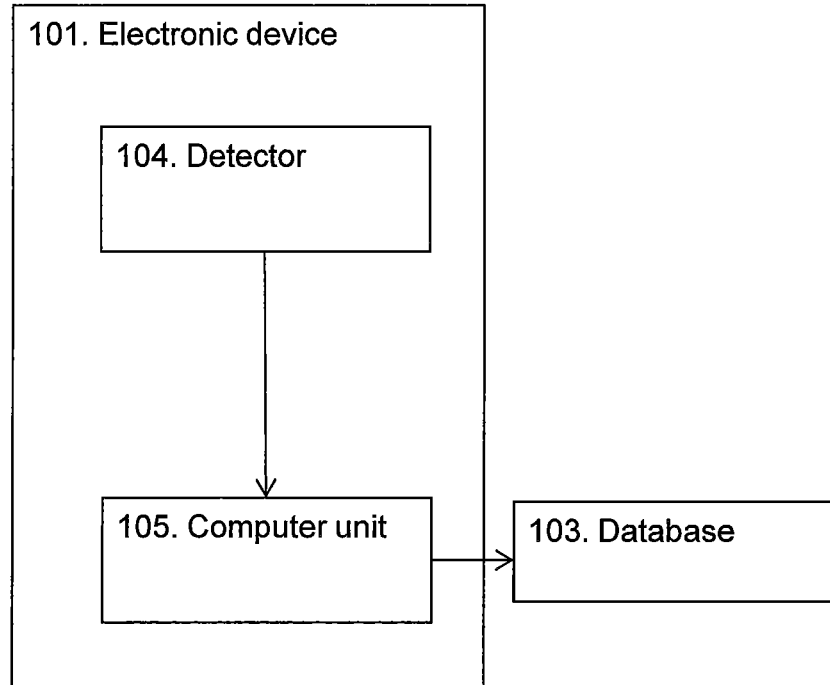 101. Electronic device
104. Detector
105. Computer unit
103. Database